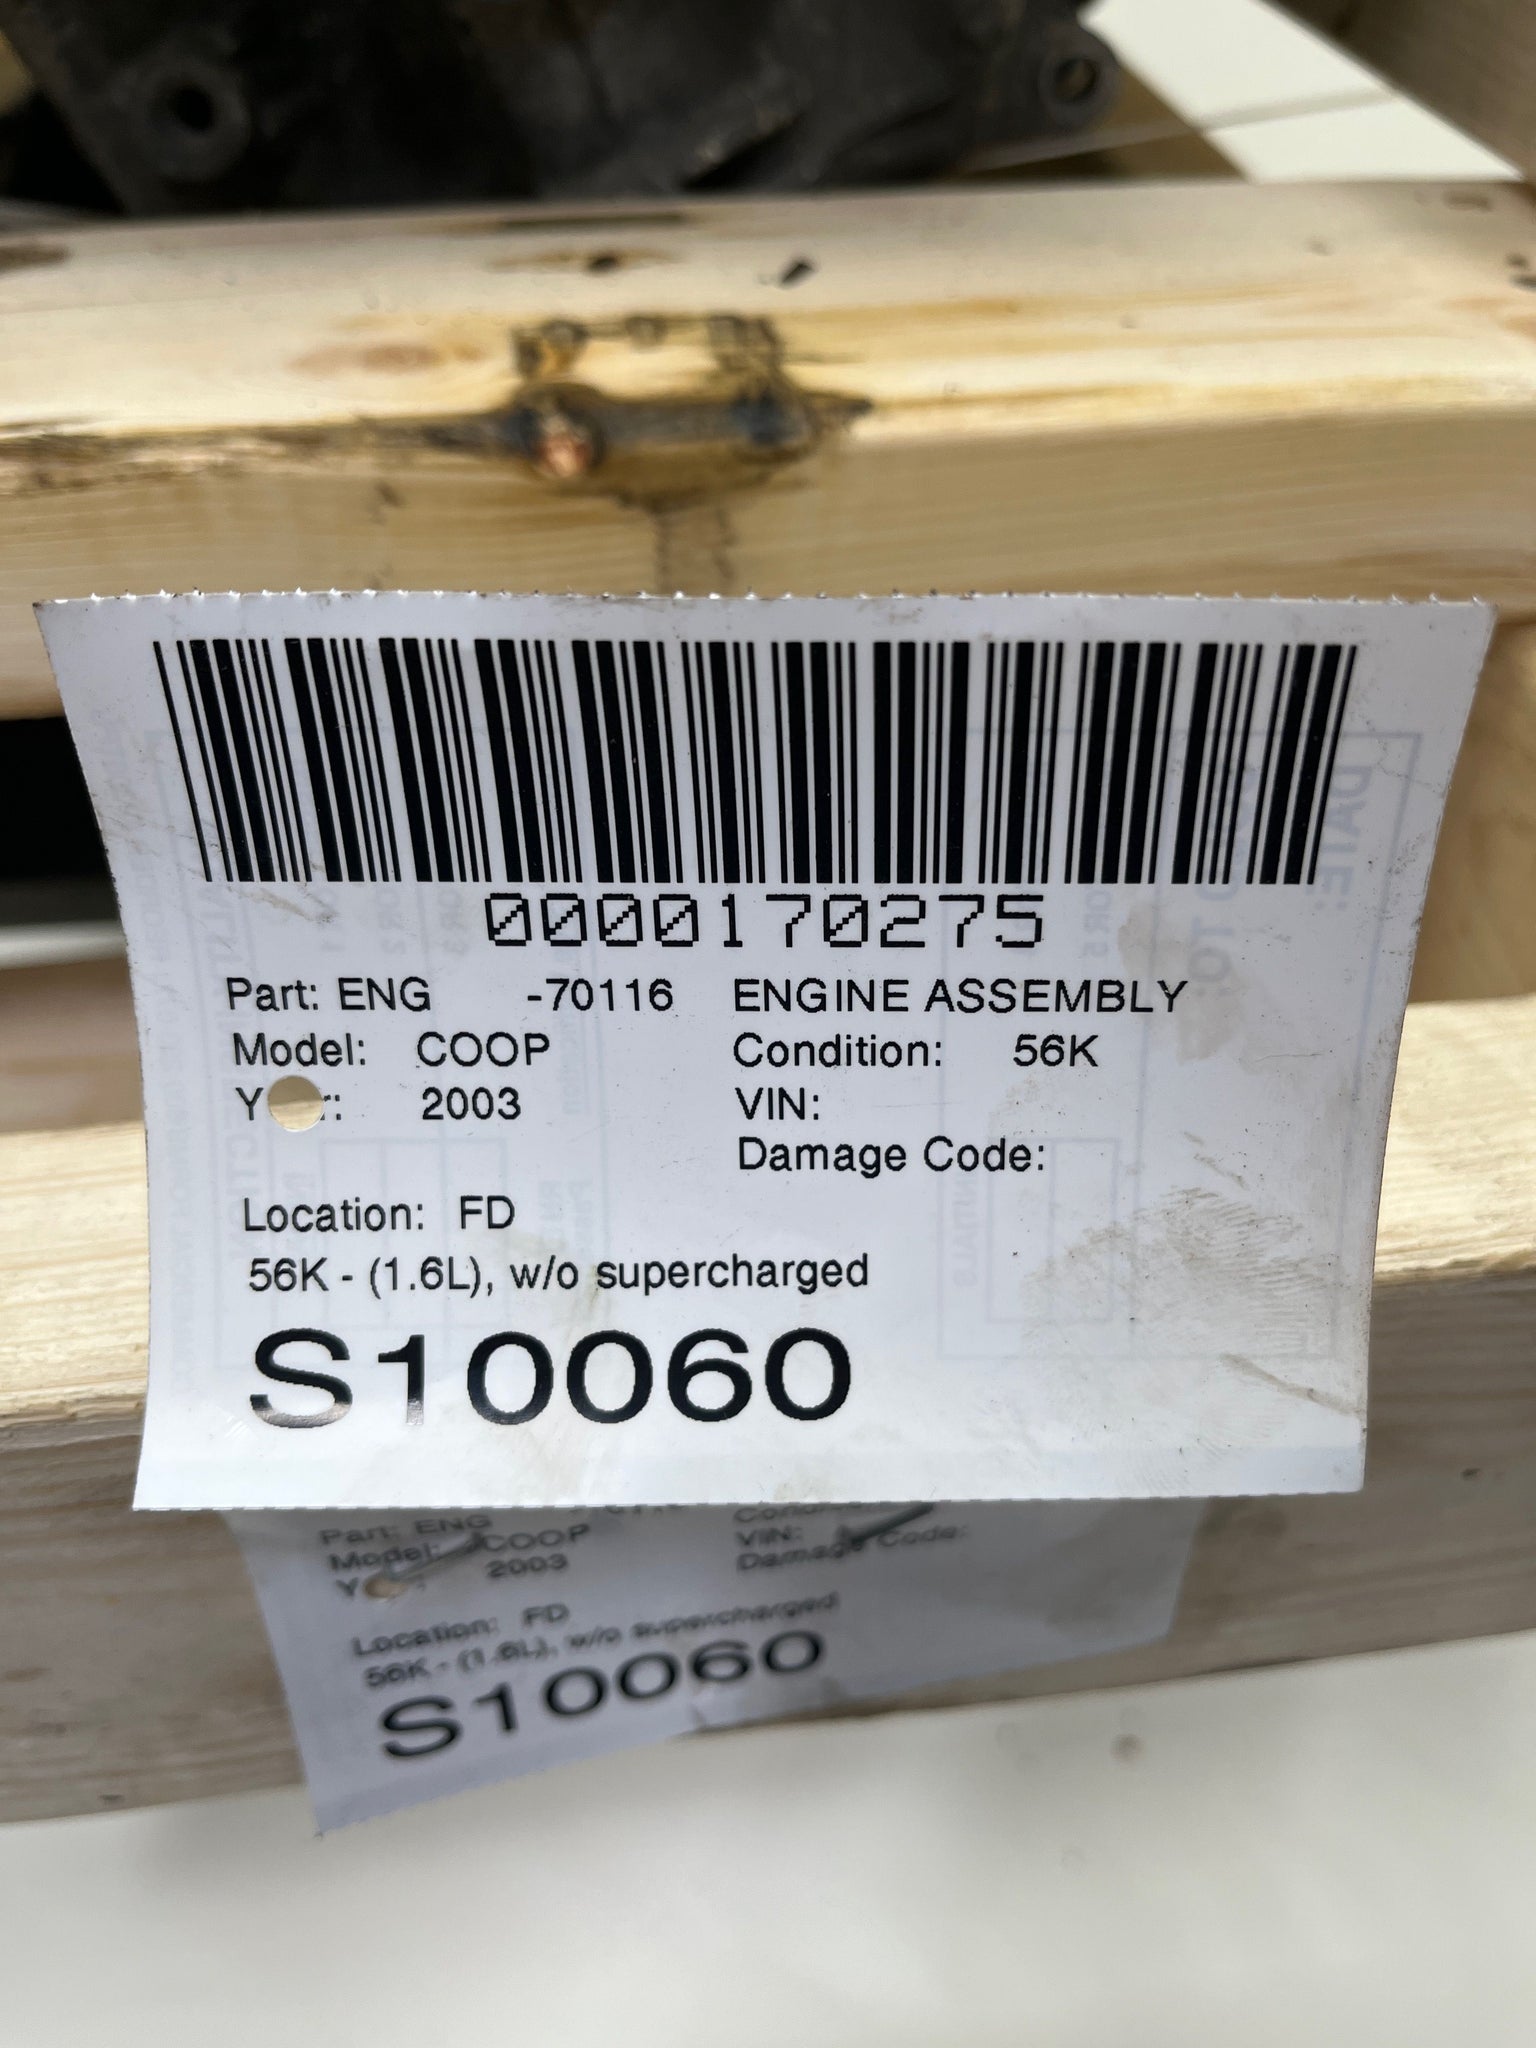 0000170275
Part: ENG -70116 ENGINE ASSEMBLY
Model: COOP Condition: 56K
Y r: 2003 VIN:
Damage Code:
Location: FD
56K - (1.6L), w/o supercharged
S10060
Part: ENG
Model: COOP VIN:
Y : 2003 Damage Code:
Location: FD
56K - (1.6L), w/o supercharged
S10060